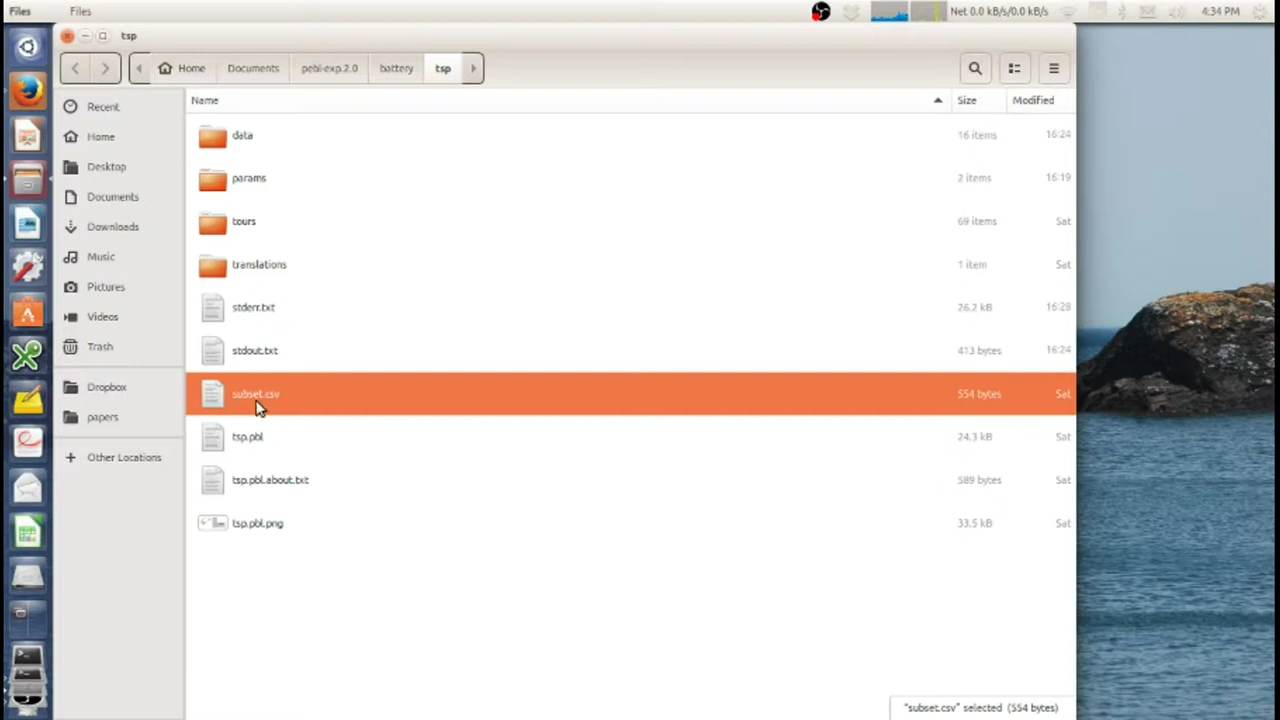 Files Files Net 0.0 kB/s/0.0 kB/s 4:34 PM
tsp
Home Documents pebl-exp.2.0 battery tsp
Name Size Modified
Recent
Home
Desktop
Documents
Downloads
Music
Pictures
Videos
Trash
Dropbox
papers
Other Locations
data 16 items 16:24
params 2 items 16:19
tours 69 items Sat
translations 1 item Sat
stderr.txt 26.2 kB 16:28
stdout.txt 413 bytes 16:24
subset.csv 554 bytes Sat
tsp.pbl 24.3 kB Sat
tsp.pbl.about.txt 589 bytes Sat
tsp.pbl.png 33.5 kB Sat
"subset.csv" selected (554 bytes)